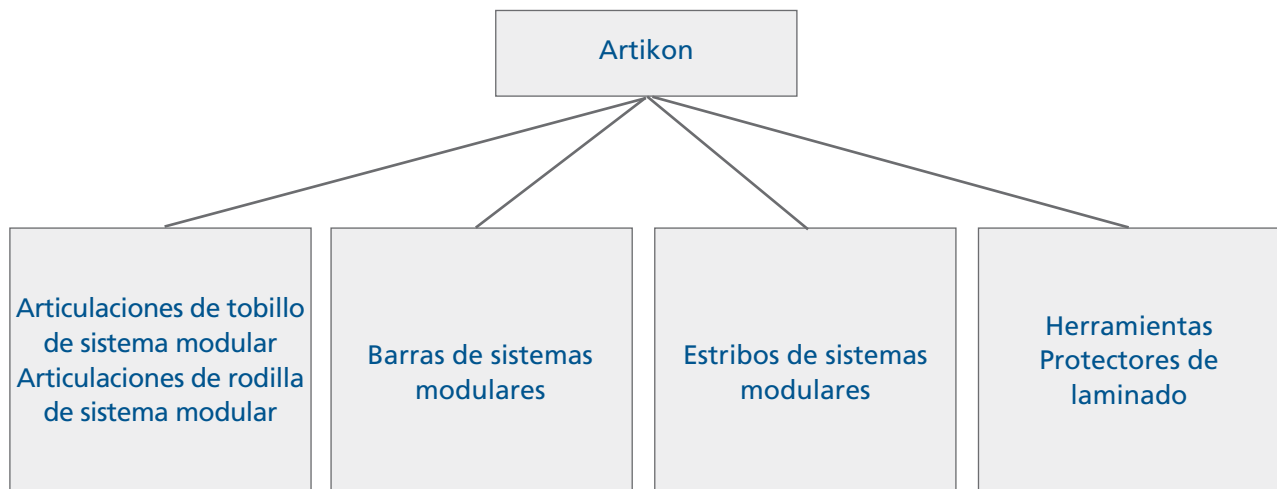 Artikon
Articulaciones de tobillo
de sistema modular
Articulaciones de rodilla
de sistema modular
Barras de sistemas
modulares
Estribos de sistemas
modulares
Herramientas
Protectores de
laminado